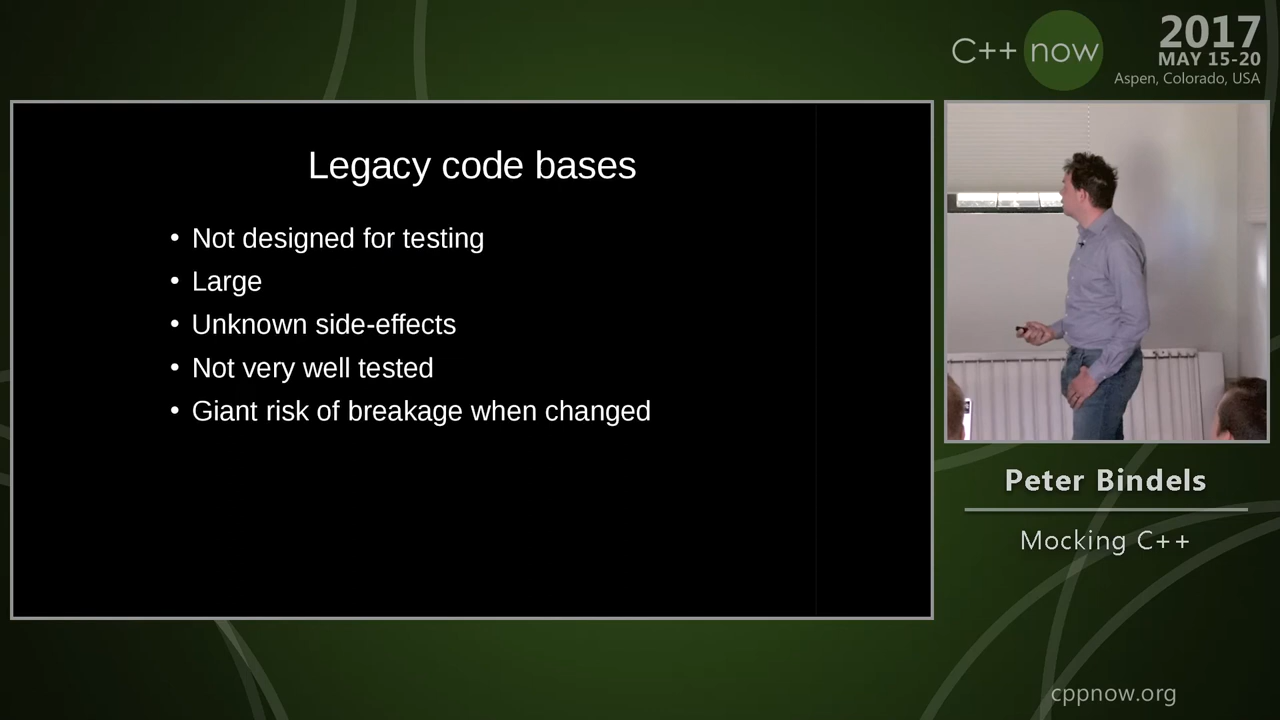 C++ now
2017
MAY 15-20
Aspen, Colorado, USA
Legacy code bases
• Not designed for testing
• Large
• Unknown side-effects
• Not very well tested
• Giant risk of breakage when changed
Peter Bindels
Mocking C++
cppnow.org